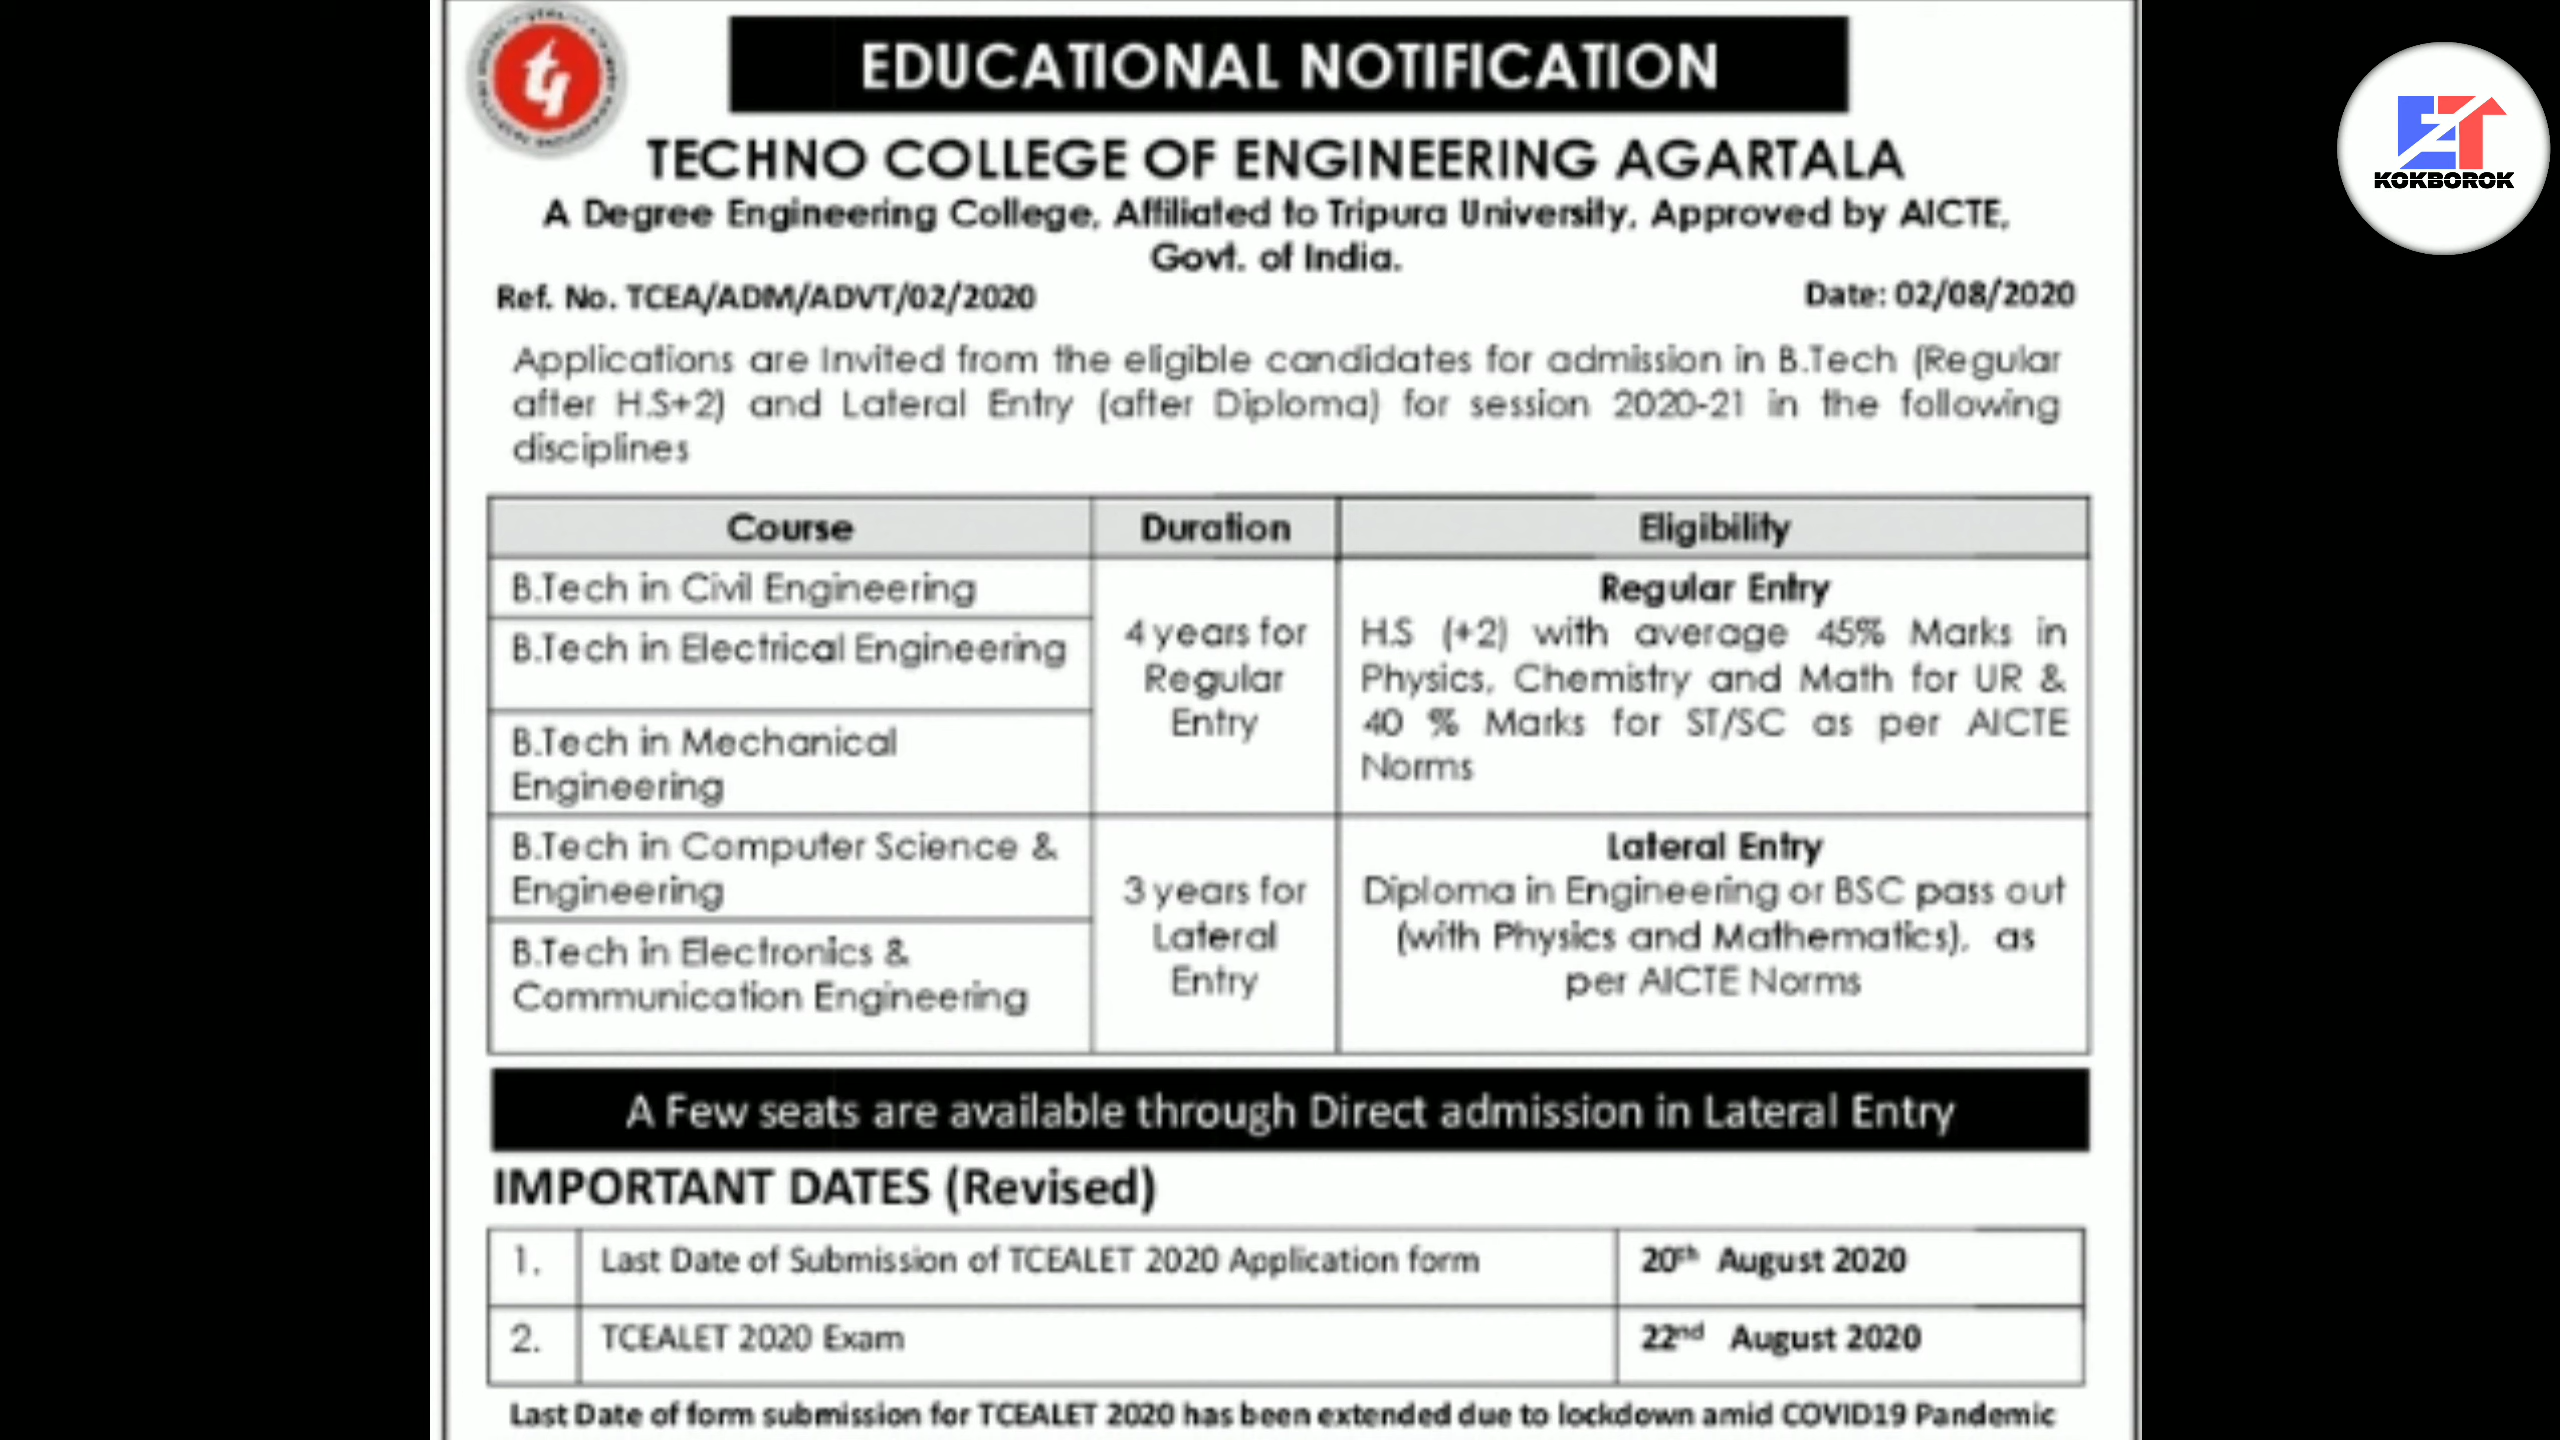 EDUCATIONAL NOTIFICATION
TECHNO COLLEGE OF ENGINEERING AGARTALA
A Degree Engineering College, Affiliated to Tripura University, Approved by AICTE,
Govt. of India.
Ref. No. TCEA/ADM/ADVT/02/2020
Date: 02/08/2020
Applications are Invited from the eligible candidates for admission in B.Tech (Regular
after H.S+2) and Lateral Entry (after Diploma) for session 2020-21 in the following
disciplines
Course
Duration
Eligibility
B.Tech in Civil Engineering
B.Tech in Electrical Engineering
B.Tech in Mechanical
Engineering
4 years for
Regular
Entry
Regular Entry
H.S (+2) with average 45% Marks in
Physics, Chemistry and Math for UR &
40 % Marks for ST/SC as per AICTE
Norms
B.Tech in Computer Science &
Engineering
B.Tech in Electronics &
Communication Engineering
3 years for
Lateral
Entry
Lateral Entry
Diploma in Engineering or BSC pass out
(with Physics and Mathematics), as
per AICTE Norms
A Few seats are available through Direct admission in Lateral Entry
IMPORTANT DATES (Revised)
1. Last Date of Submission of TCEALET 2020 Application form 20th August 2020
2. TCEALET 2020 Exam 22nd August 2020
Last Date of form submission for TCEALET 2020 has been extended due to lockdown amid COVID19 Pandemic
KOKBOROK